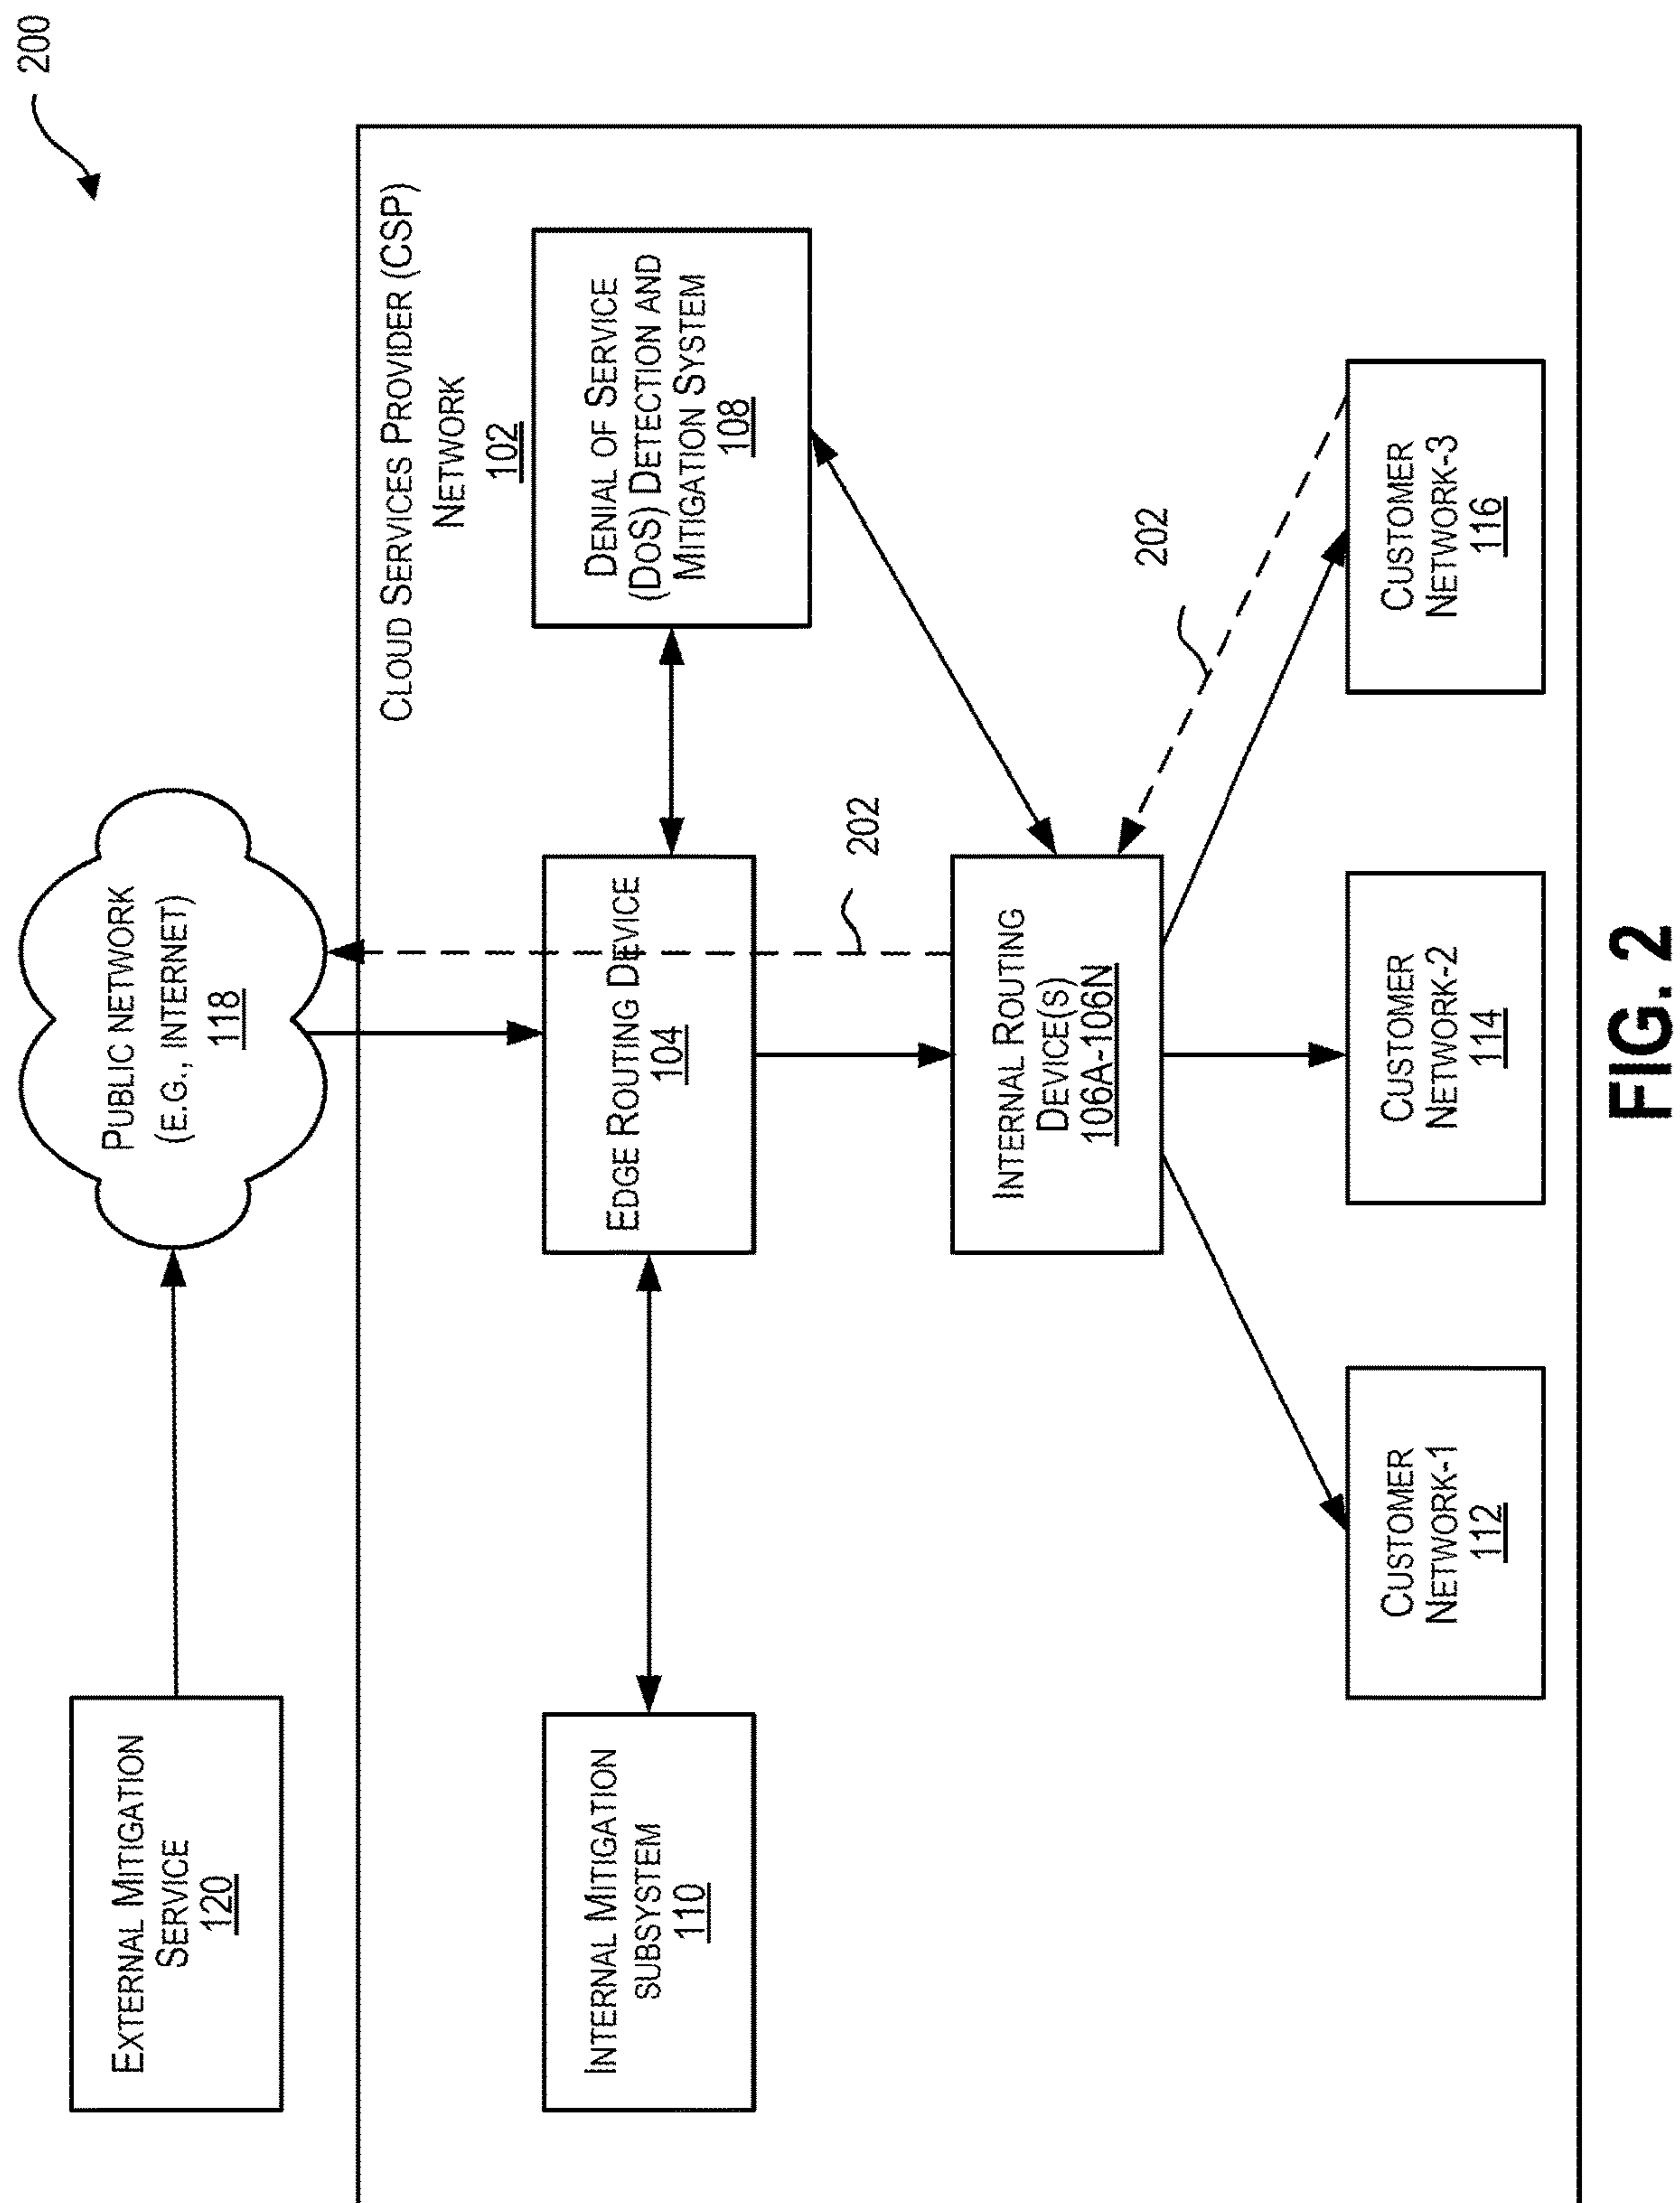 200
EXTERNAL MITIGATION
SERVICE
120
PUBLIC NETWORK
(E.G., INTERNET)
118
CLOUD SERVICES PROVIDER (CSP)
NETWORK
102
INTERNAL MITIGATION
SUBSYSTEM
110
EDGE ROUTING DEVICE
104
DENIAL OF SERVICE
(DOS) DETECTION AND
MITIGATION SYSTEM
108
202
INTERNAL ROUTING
DEVICE(S)
106A-106N
202
CUSTOMER
NETWORK-1
112
CUSTOMER
NETWORK-2
114
CUSTOMER
NETWORK-3
116
FIG. 2